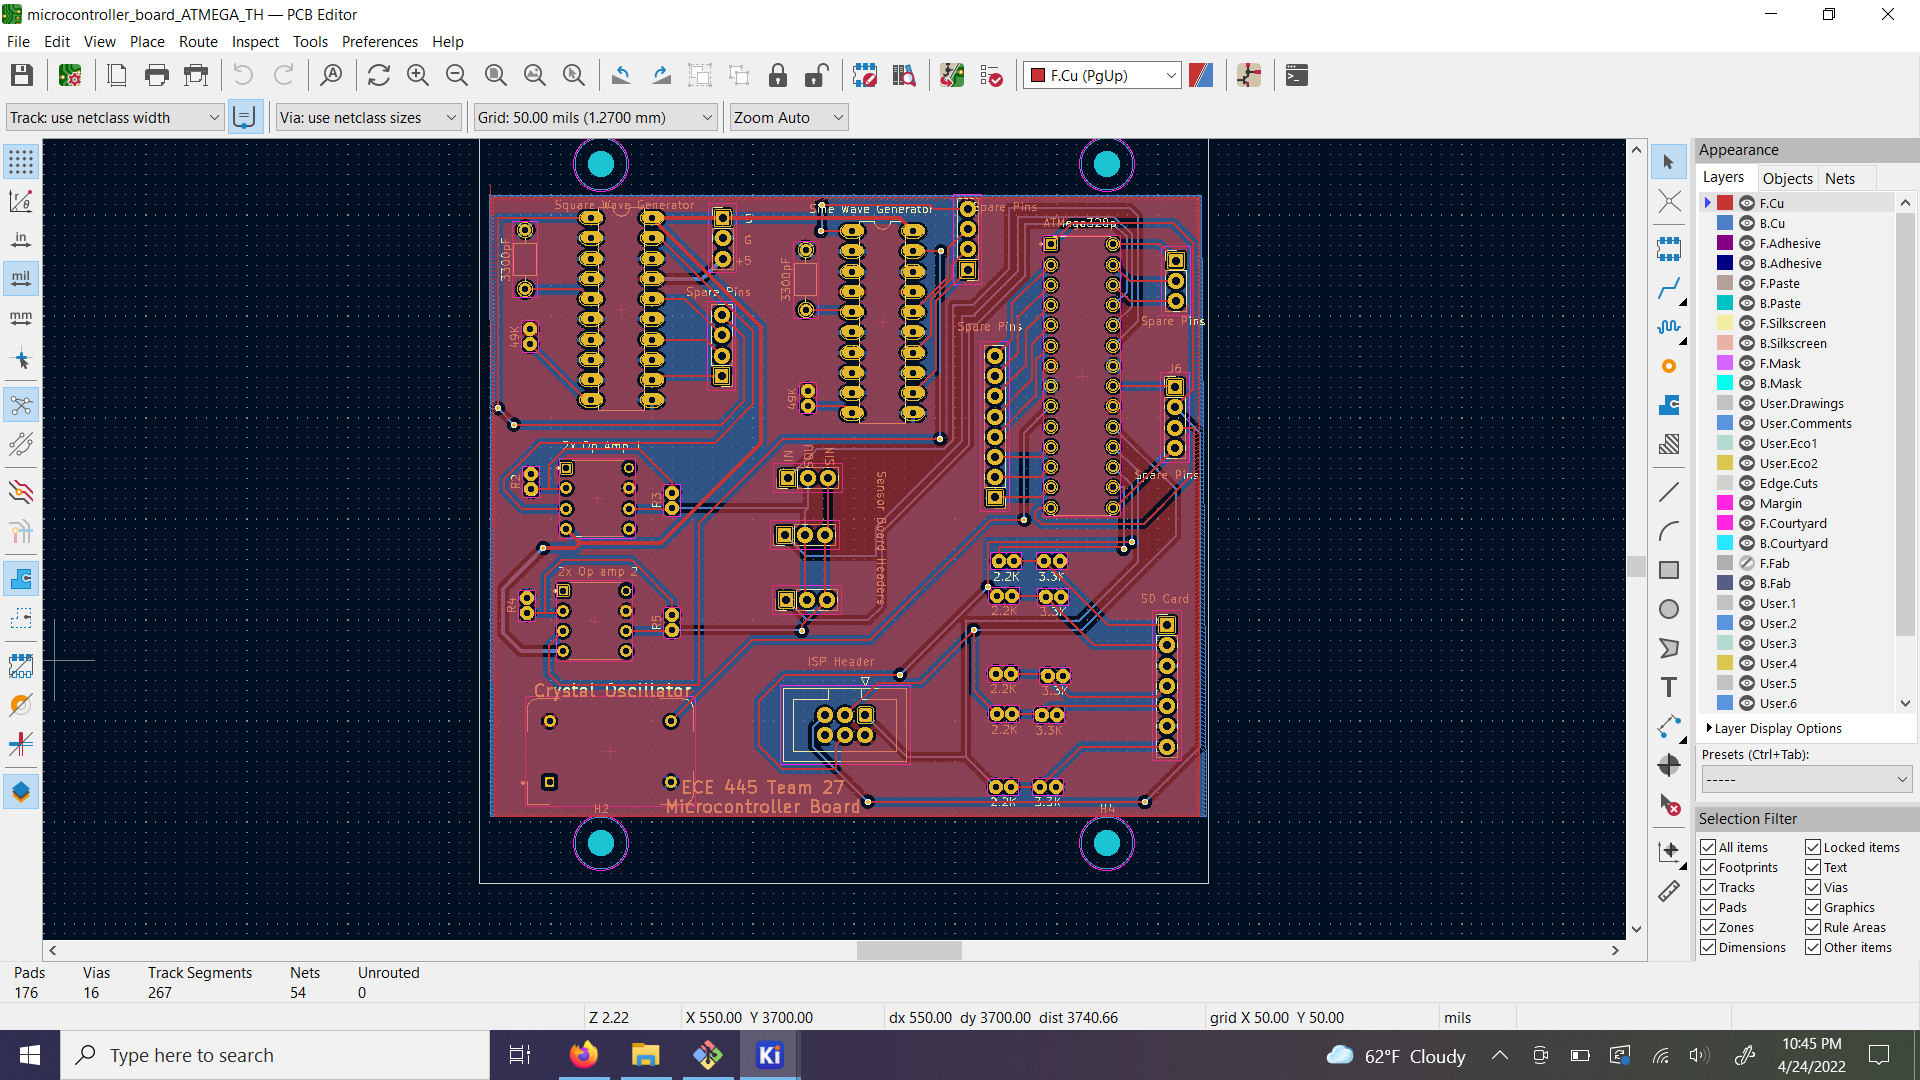 microcontroller_board_ATMEGA_TH — PCB Editor
File Edit View Place Route Inspect Tools Preferences Help
F.Cu (PgUp)
Track: use netclass width
Via: use netclass sizes
Grid: 50.00 mils (1.2700 mm)
Zoom Auto
in
mil
mm
Square Wave Generator
Sine Wave Generator
Spare Pins
ATMega328p
3300pF
G
+5
3300pF
Spare Pins
Spare Pins
Spare Pins
49K
49K
J6
2x Op Amp 1
IN
SQU
SIN
Spare Pins
R2
R3
Sensor Board Headers
2x Op amp 2
2.2K
3.3K
R4
R5
2.2K
3.3K
SD Card
ISP Header
Crystal Oscillator
2.2K
3.3K
2.2K
3.3K
ECE 445 Team 27
Microcontroller Board
2.2K
3.3K
H2
H4
Appearance
Layers Objects Nets
F.Cu
B.Cu
F.Adhesive
B.Adhesive
F.Paste
B.Paste
F.Silkscreen
B.Silkscreen
F.Mask
B.Mask
User.Drawings
User.Comments
User.Eco1
User.Eco2
Edge.Cuts
Margin
F.Courtyard
B.Courtyard
F.Fab
B.Fab
User.1
User.2
User.3
User.4
User.5
User.6
Layer Display Options
Presets (Ctrl+Tab):
-----
Selection Filter
All items Locked items
Footprints Text
Tracks Vias
Pads Graphics
Zones Rule Areas
Dimensions Other items
Pads Vias Track Segments Nets Unrouted
176 16 267 54 0
Z 2.22
X 550.00 Y 3700.00
dx 550.00 dy 3700.00 dist 3740.66
grid X 50.00 Y 50.00
mils
Type here to search
Ki
62°F Cloudy
10:45 PM
4/24/2022